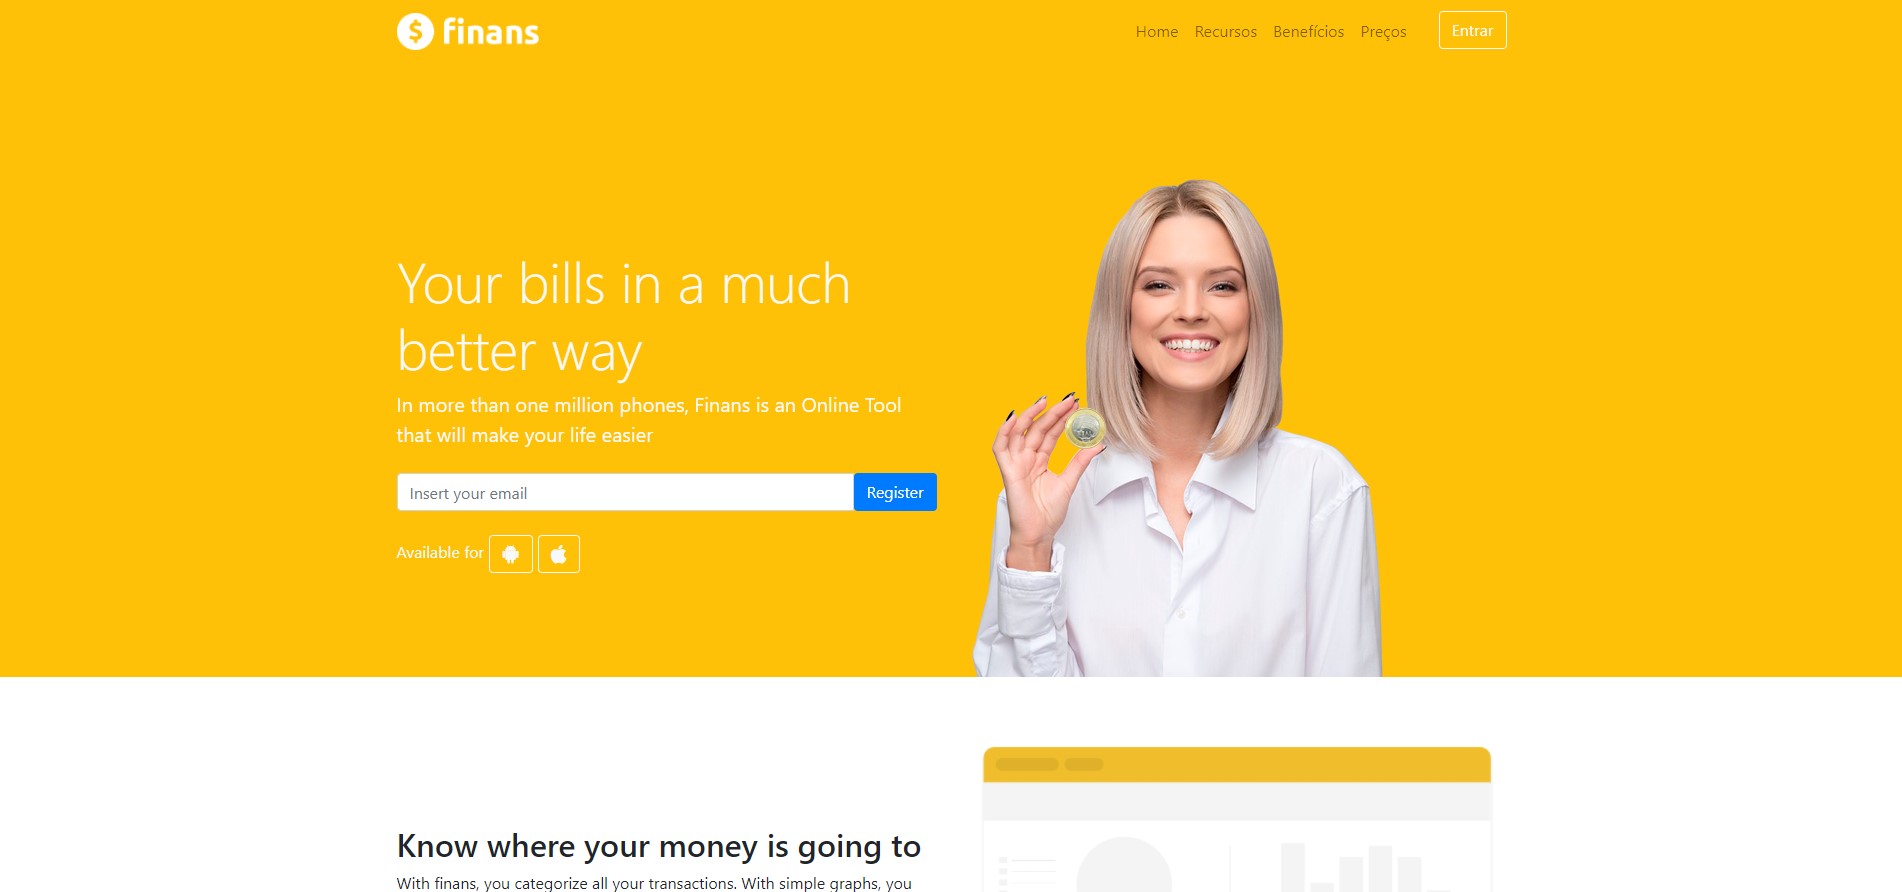 finans
Home Recursos Benefícios Preços Entrar
Your bills in a much
better way
In more than one million phones, Finans is an Online Tool
that will make your life easier
Insert your email Register
Available for
Know where your money is going to
With finans, you categorize all your transactions. With simple graphs, you